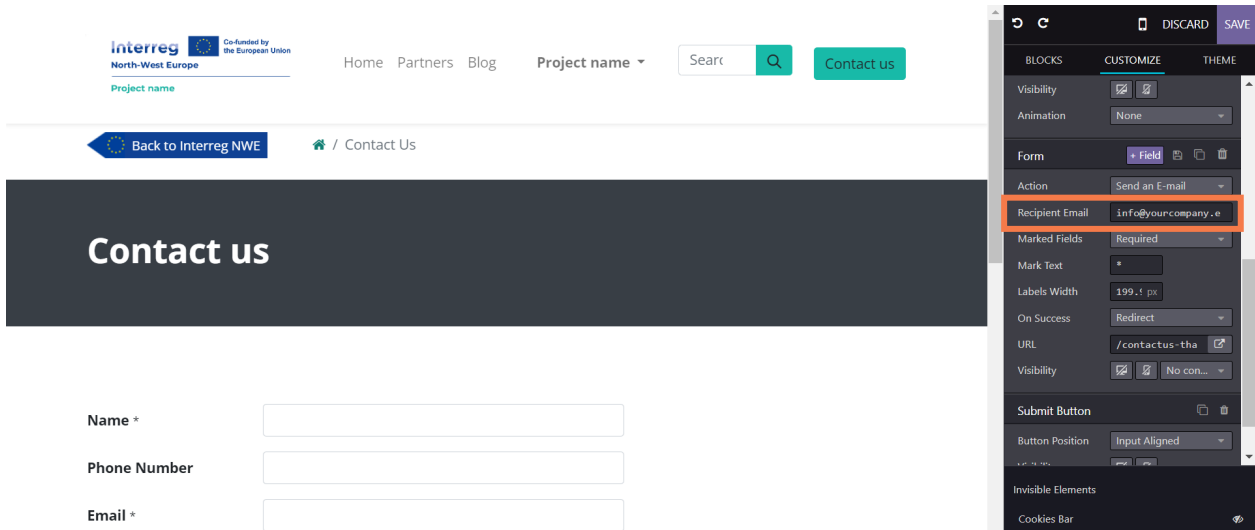 Interreg
Co-funded by
the European Union
North-West Europe
Project name
Home Partners Blog Project name
Searc
Contact us
Back to Interreg NWE
/ Contact Us
Contact us
Name *
Phone Number
Email *
DISCARD SAVE
BLOCKS CUSTOMIZE THEME
Visibility
Animation None
Form + Field
Action Send an E-mail
Recipient Email info@yourcompany.e
Marked Fields Required
Mark Text *
Labels Width 199.9 px
On Success Redirect
URL /contactus-tha
Visibility No con...
Submit Button
Button Position Input Aligned
Invisible Elements
Cookies Bar